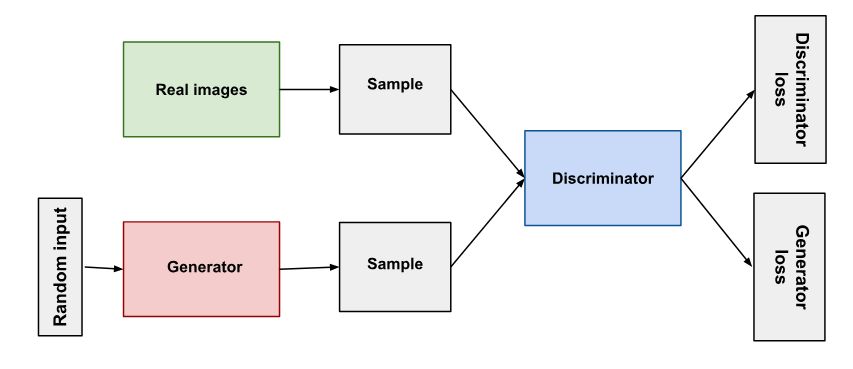 Real images
Sample
Discriminator
loss
Discriminator
Random input
Generator
Sample
Generator
loss